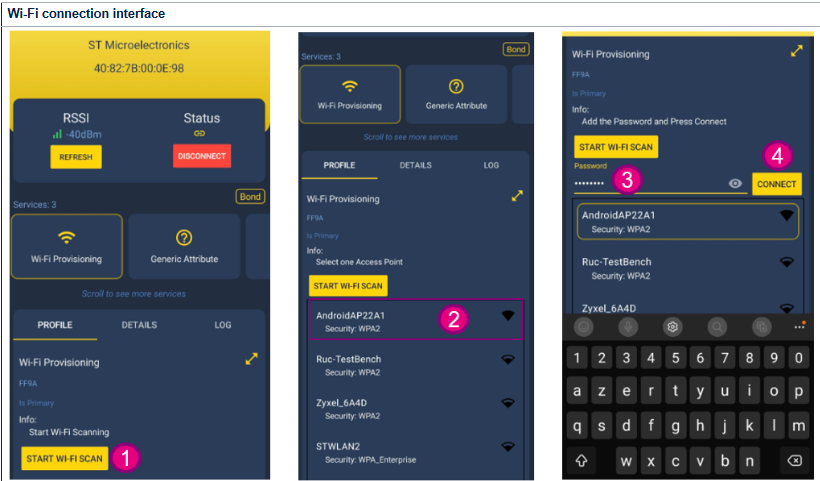 Wi-Fi connection interface
ST Microelectronics
40:82:7B:00:0E:98
RSSI
-40dBm
REFRESH
Status
DISCONNECT
Services: 3
Bond
Wi-Fi Provisioning
Generic Attribute
Scroll to see more services
PROFILE
DETAILS
LOG
Wi-Fi Provisioning
FF9A
Is Primary
Info:
Start Wi-Fi Scanning
START WI-FI SCAN
1
Bond
Services: 3
Wi-Fi Provisioning
Generic Attribute
Scroll to see more services
PROFILE
DETAILS
LOG
Wi-Fi Provisioning
FF9A
Is Primary
Info:
Select one Access Point
START WI-FI SCAN
AndroidAP22A1
Security: WPA2
2
Ruc-TestBench
Security: WPA2
Zyxel_6A4D
Security: WPA2
STWLAN2
Security: WPA_Enterprise
Wi-Fi Provisioning
FF9A
Is Primary
Info:
Add the Password and Press Connect
START WI-FI SCAN
4
Password
•••••••• 3
CONNECT
AndroidAP22A1
Security: WPA2
Ruc-TestBench
Security: WPA2
Zyxel_6A4D
1 2 3 4 5 6 7 8 9 0
a z e r t y u i o p
q s d f g h j k l m
w x c v b n